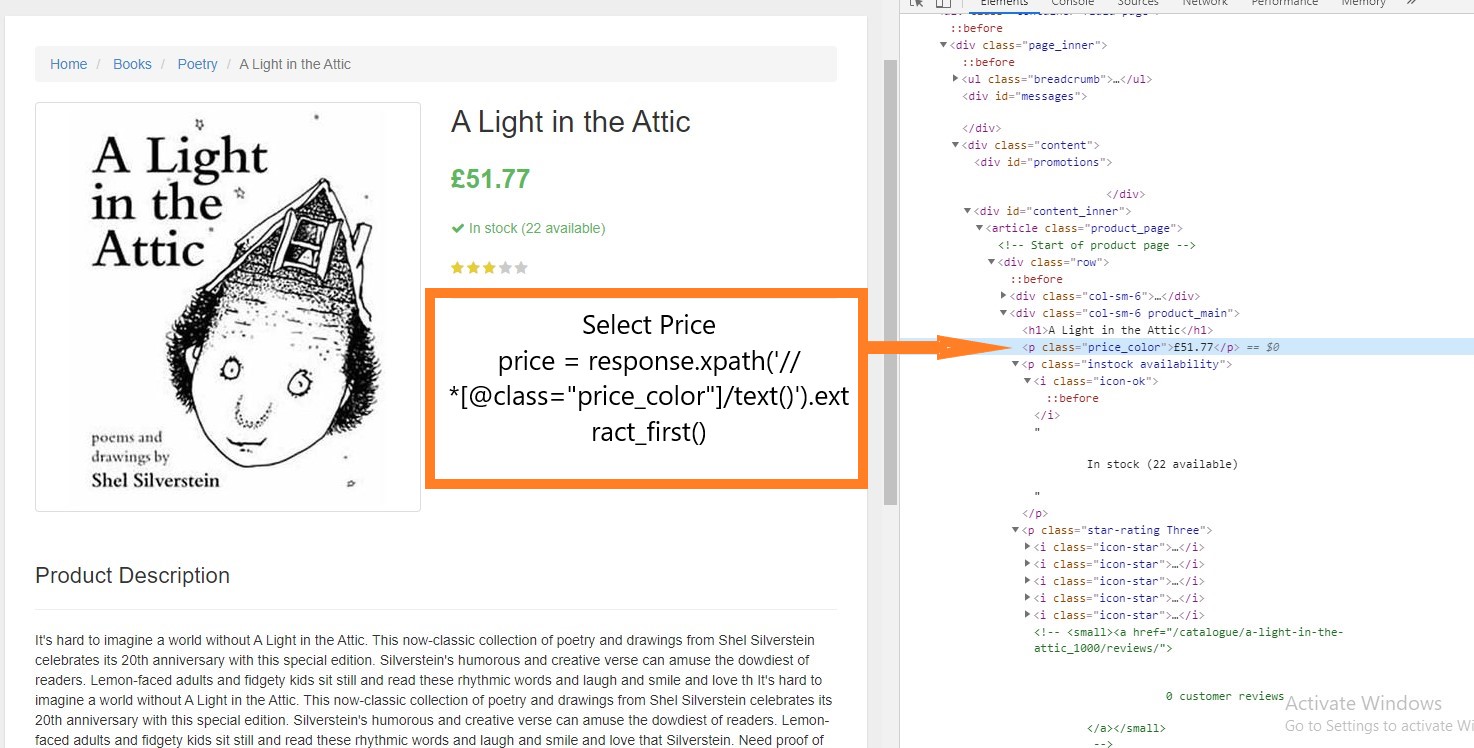 Home / Books / Poetry / A Light in the Attic
A Light
in the
Attic
poems and
drawings by
Shel Silverstein
A Light in the Attic
£51.77
In stock (22 available)
Select Price
price = response.xpath('//
*[@class="price_color"]/text()').ext
ract_first()
Product Description
It's hard to imagine a world without A Light in the Attic. This now-classic collection of poetry and drawings from Shel Silverstein
celebrates its 20th anniversary with this special edition. Silverstein's humorous and creative verse can amuse the dowdiest of
readers. Lemon-faced adults and fidgety kids sit still and read these rhythmic words and laugh and smile and love th It's hard to
imagine a world without A Light in the Attic. This now-classic collection of poetry and drawings from Shel Silverstein celebrates its
20th anniversary with this special edition. Silverstein's humorous and creative verse can amuse the dowdiest of readers. Lemon-
faced adults and fidgety kids sit still and read these rhythmic words and laugh and smile and love that Silverstein. Need proof of
Elements Console Sources Network Performance Memory »
::before
<div class="page_inner">
::before
<ul class="breadcrumb">…</ul>
<div id="messages">
</div>
<div class="content">
<div id="promotions">
</div>
<div id="content_inner">
<article class="product_page">
<!-- Start of product page -->
<div class="row">
::before
<div class="col-sm-6">…</div>
<div class="col-sm-6 product_main">
<h1>A Light in the Attic</h1>
<p class="price_color">£51.77</p> == $0
<p class="instock availability">
<i class="icon-ok">
::before
</i>
"
In stock (22 available)
"
</p>
<p class="star-rating Three">
<i class="icon-star">…</i>
<i class="icon-star">…</i>
<i class="icon-star">…</i>
<i class="icon-star">…</i>
<i class="icon-star">…</i>
<!-- <small><a href="/catalogue/a-light-in-the-
attic_1000/reviews/">
0 customer reviews
</a></small>
-->
Activate Windows
Go to Settings to activate Wi